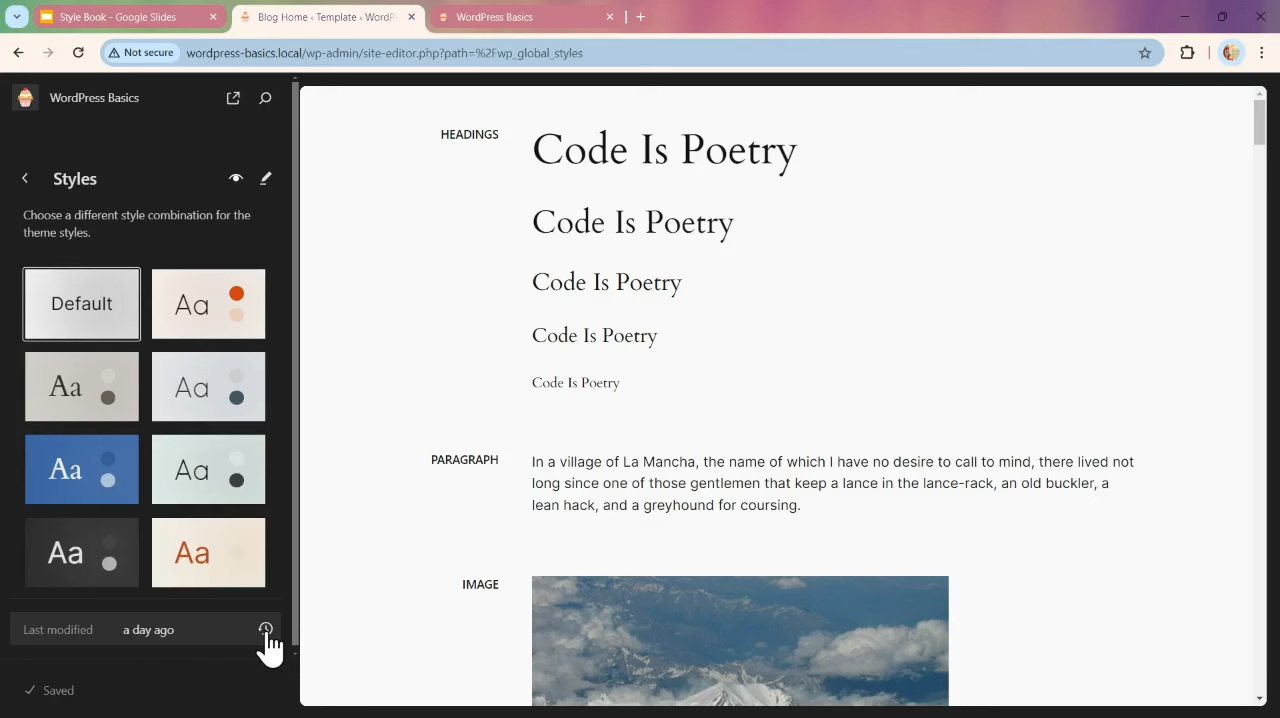 Style Book - Google Slides
Blog Home ‹ Template ‹ WordPr
WordPress Basics
Not secure
wordpress-basics.local/wp-admin/site-editor.php?path=%2Fwp_global_styles
WordPress Basics
Styles
Choose a different style combination for the
theme styles.
Default
Aa
Aa
Aa
Aa
Aa
Aa
Aa
Last modified a day ago
Saved
HEADINGS
Code Is Poetry
Code Is Poetry
Code Is Poetry
Code Is Poetry
Code Is Poetry
PARAGRAPH
In a village of La Mancha, the name of which I have no desire to call to mind, there lived not
long since one of those gentlemen that keep a lance in the lance-rack, an old buckler, a
lean hack, and a greyhound for coursing.
IMAGE